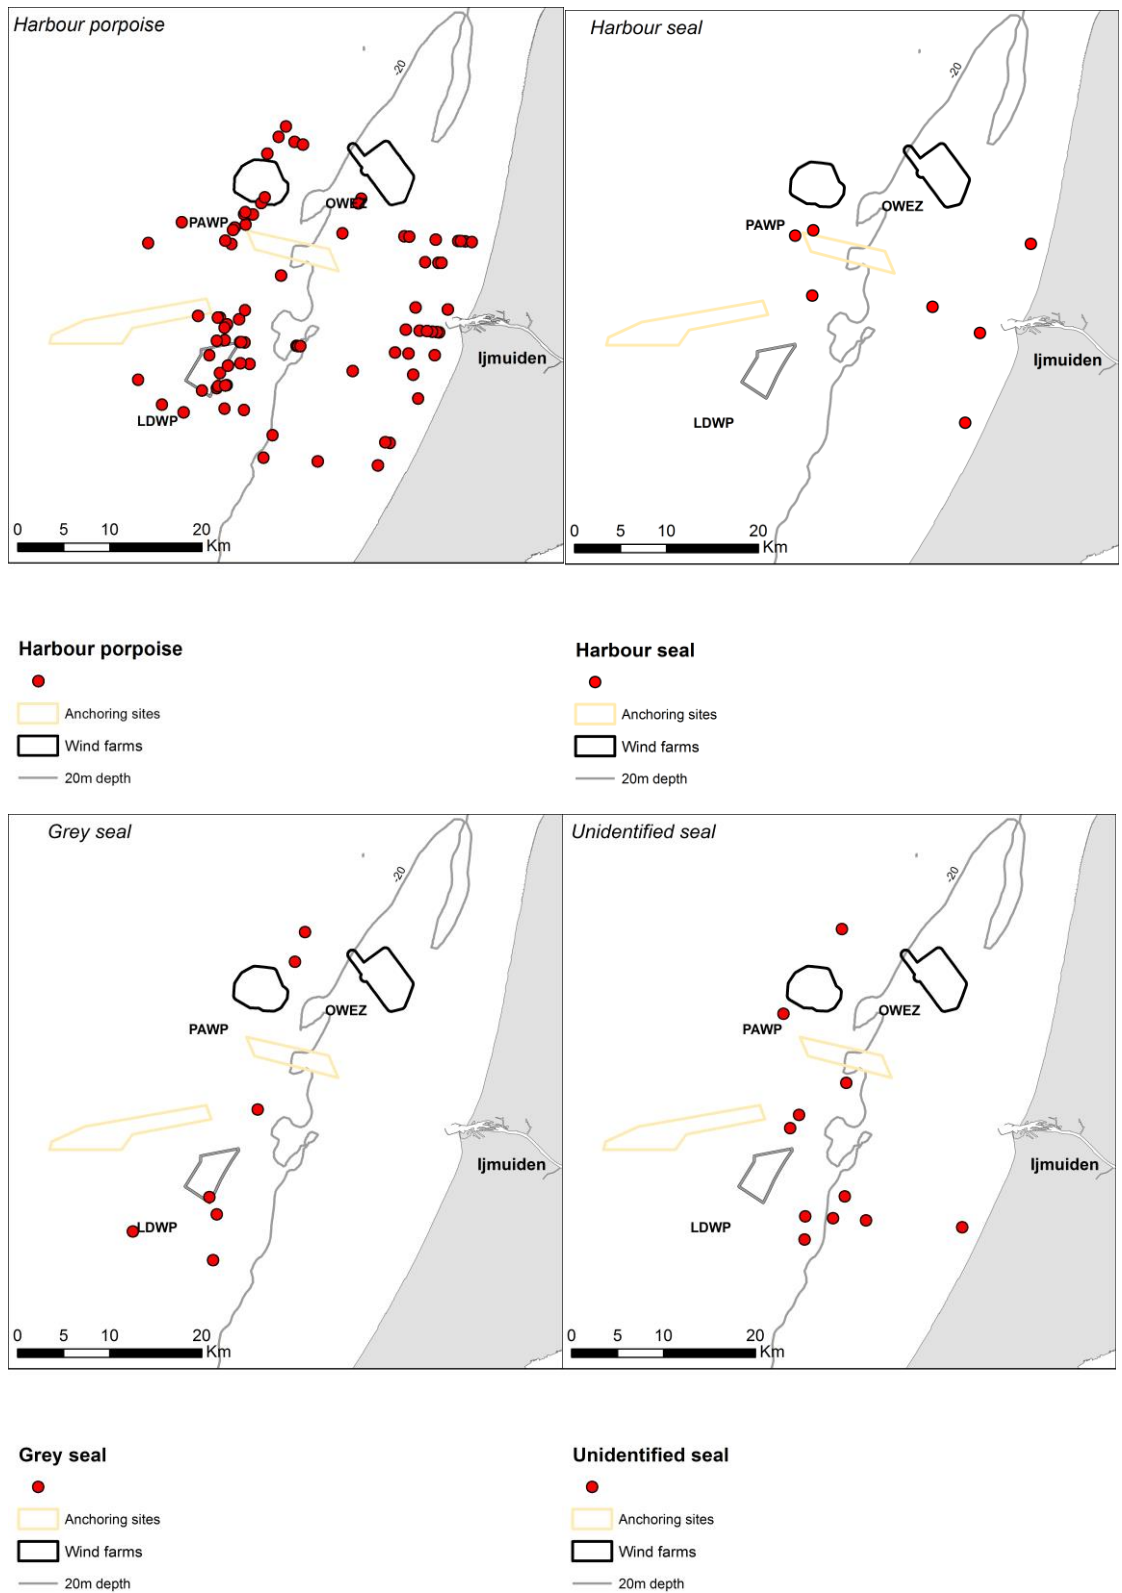 Harbour porpoise
-20
OWEZ
PAWP
Ijmuiden
LDWP
0 5 10 20
Km
Harbour seal
-20
OWEZ
PAWP
Ijmuiden
LDWP
0 5 10 20
Km
Harbour porpoise
Anchoring sites
Wind farms
20m depth
Harbour seal
Anchoring sites
Wind farms
20m depth
Grey seal
-20
OWEZ
PAWP
Ijmuiden
LDWP
0 5 10 20
Km
Unidentified seal
-20
OWEZ
PAWP
Ijmuiden
LDWP
0 5 10 20
Km
Grey seal
Anchoring sites
Wind farms
20m depth
Unidentified seal
Anchoring sites
Wind farms
20m depth